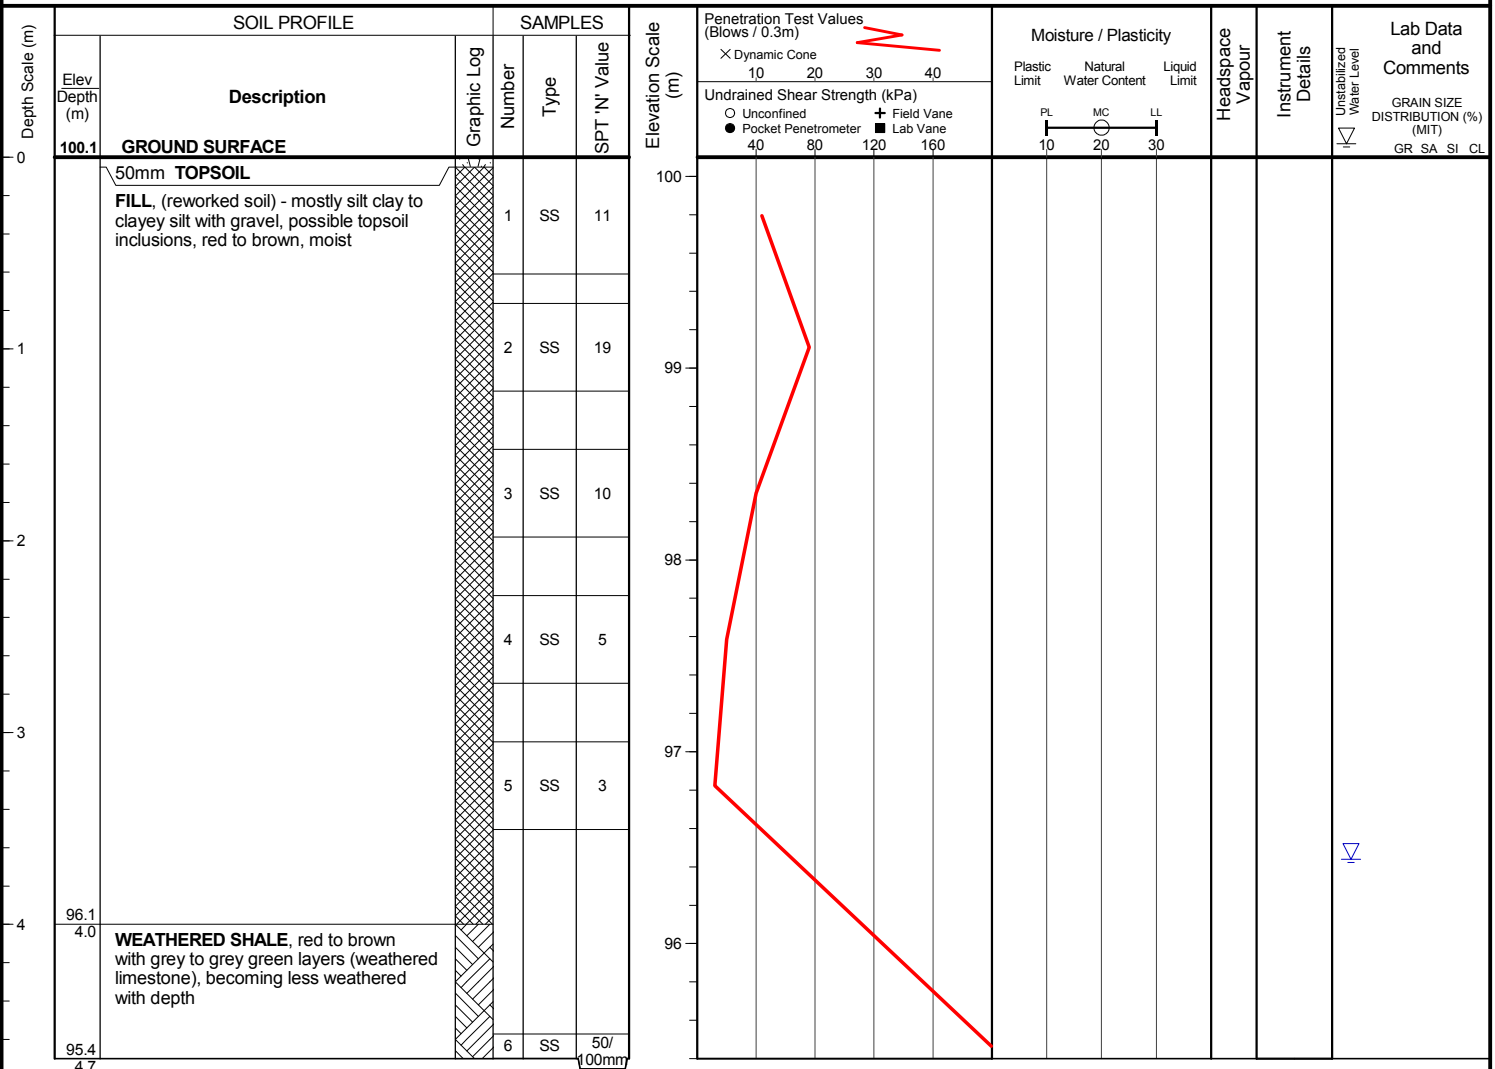 SOIL PROFILE
SAMPLES
Depth Scale (m)
Elev
Depth
(m)
Description
Graphic Log
Number
Type
SPT 'N' Value
Elevation Scale
(m)
Penetration Test Values
(Blows / 0.3m)
× Dynamic Cone
10 20 30 40
Undrained Shear Strength (kPa)
Unconfined
Field Vane
Pocket Penetrometer
Lab Vane
40 80 120 160
Moisture / Plasticity
Plastic
Limit
Natural
Water Content
Liquid
Limit
PL MC LL
10 20 30
Headspace
Vapour
Instrument
Details
Unstabilized
Water Level
Lab Data
and
Comments
GRAIN SIZE
DISTRIBUTION (%)
(MIT)
GR SA SI CL
100.1 GROUND SURFACE
0
50mm TOPSOIL
FILL, (reworked soil) - mostly silt clay to
clayey silt with gravel, possible topsoil
inclusions, red to brown, moist
1 SS 11
100
1
2 SS 19
99
3 SS 10
2
98
4 SS 5
3
97
5 SS 3
96.1
4
4.0
WEATHERED SHALE, red to brown
with grey to grey green layers (weathered
limestone), becoming less weathered
with depth
96
95.4
4.7
6 SS 50/
100mm